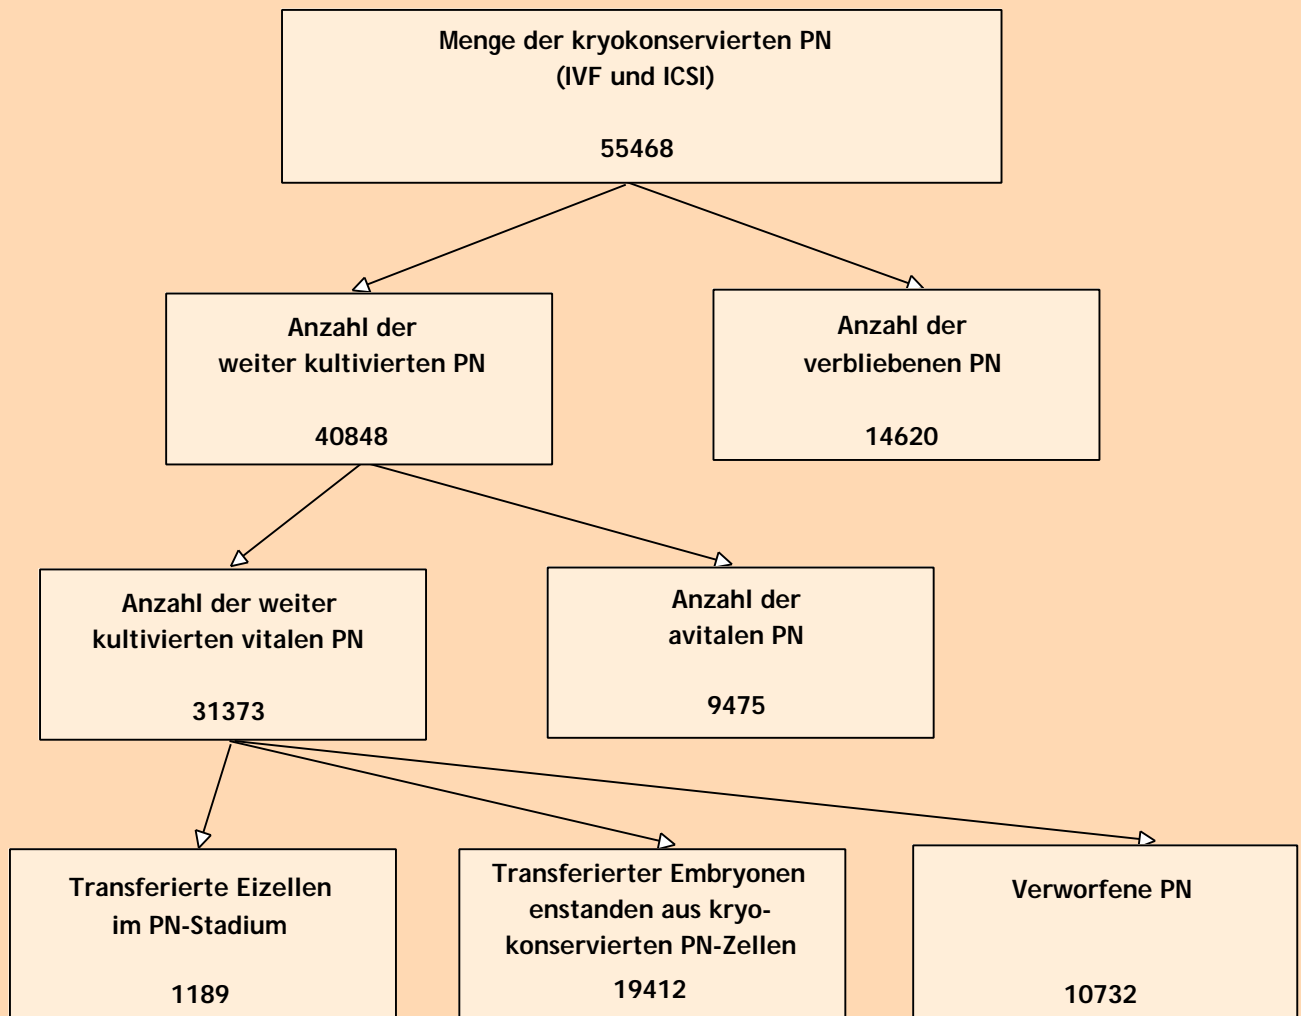 Menge der kryokonservierten PN
(IVF und ICSI)
55468
Anzahl der
weiter kultivierten PN
40848
Anzahl der
verbliebenen PN
14620
Anzahl der weiter
kultivierten vitalen PN
31373
Anzahl der
avitalen PN
9475
Transferierte Eizellen
im PN-Stadium
1189
Transferierter Embryonen
enstanden aus kryo-
konservierten PN-Zellen
19412
Verworfene PN
10732